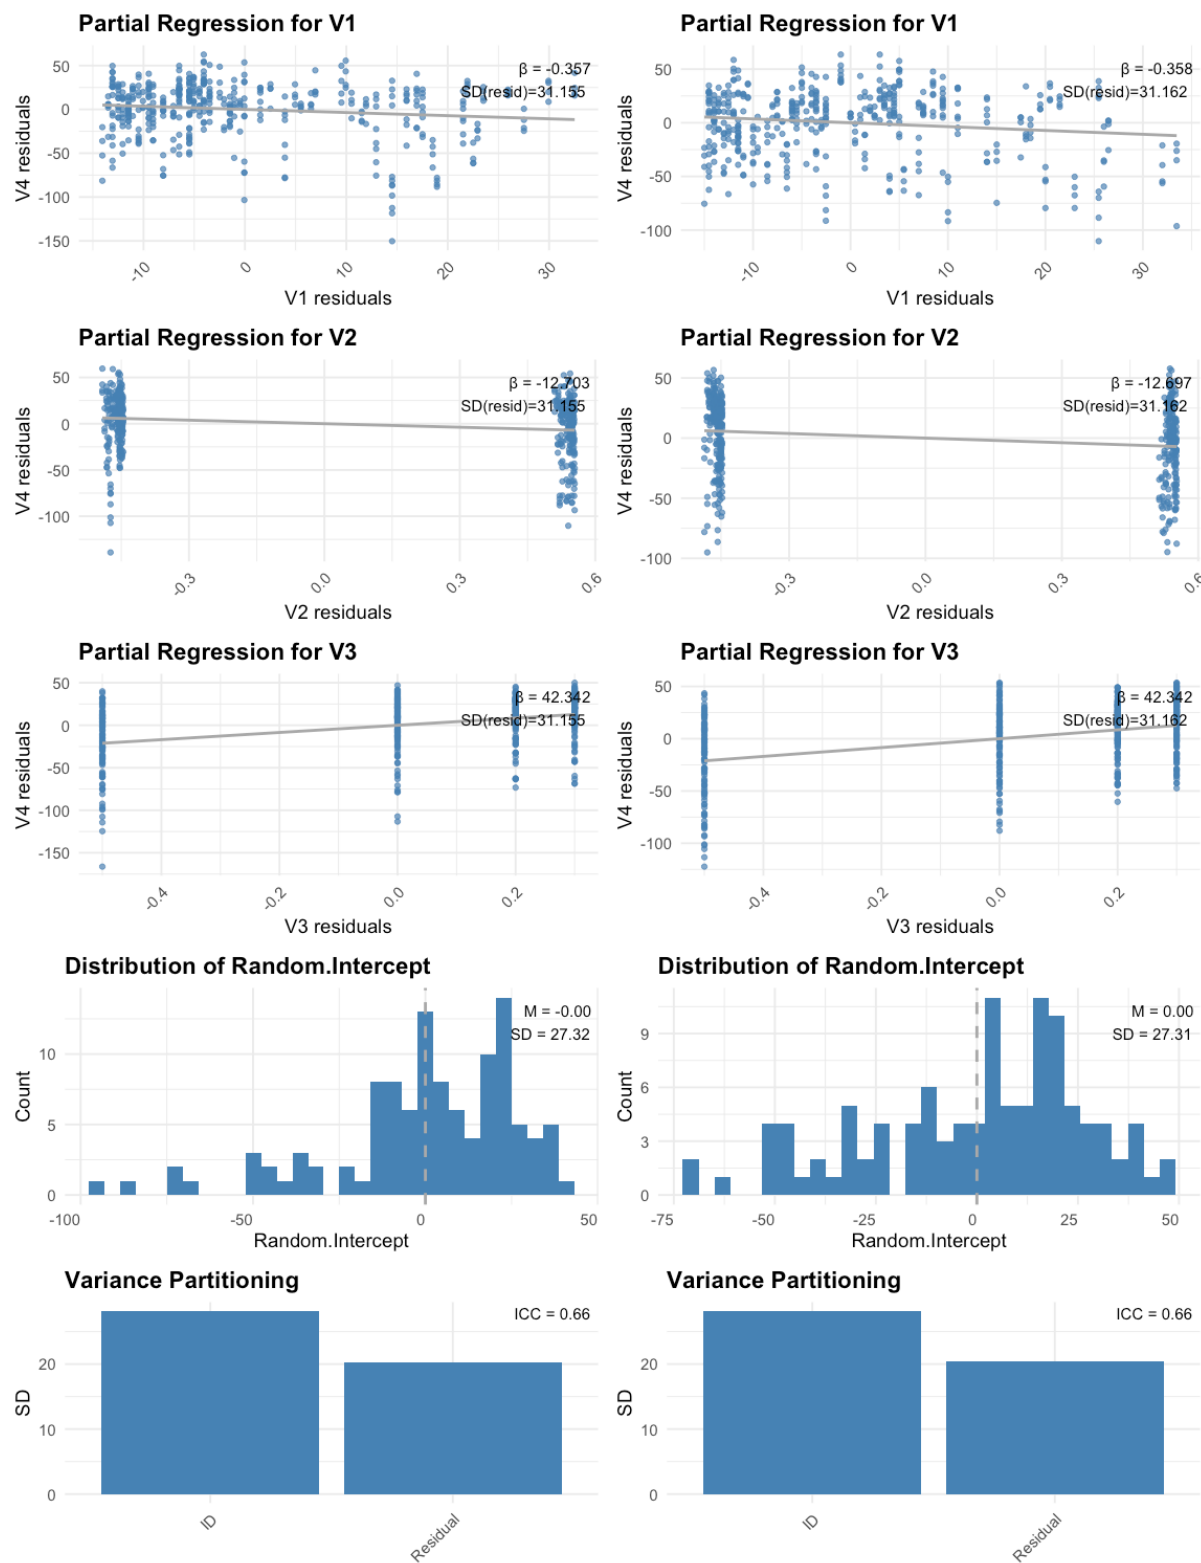 Partial Regression for V1
β = -0.357
SD(resid)=31.155
50
0
-50
-100
-150
V4 residuals
-10
0
10
20
30
V1 residuals
Partial Regression for V1
β = -0.358
SD(resid)=31.162
50
0
-50
-100
V4 residuals
-10
0
10
20
30
V1 residuals
Partial Regression for V2
β = -12.703
SD(resid)=31.155
50
0
-50
-100
V4 residuals
-0.3
0.0
0.3
0.6
V2 residuals
Partial Regression for V2
β = -12.697
SD(resid)=31.162
50
0
-50
-100
V4 residuals
-0.3
0.0
0.3
0.6
V2 residuals
Partial Regression for V3
β = 42.342
SD(resid)=31.155
50
0
-50
-100
-150
V4 residuals
-0.4
-0.2
0.0
0.2
V3 residuals
Partial Regression for V3
β = 42.342
SD(resid)=31.162
50
0
-50
-100
V4 residuals
-0.4
-0.2
0.0
0.2
V3 residuals
Distribution of Random.Intercept
M = -0.00
SD = 27.32
10
5
0
Count
-100
-50
0
50
Random.Intercept
Distribution of Random.Intercept
M = 0.00
SD = 27.31
9
6
3
0
Count
-75
-50
-25
0
25
50
Random.Intercept
Variance Partitioning
ICC = 0.66
20
10
0
SD
ID
Residual
Variance Partitioning
ICC = 0.66
20
10
0
SD
ID
Residual